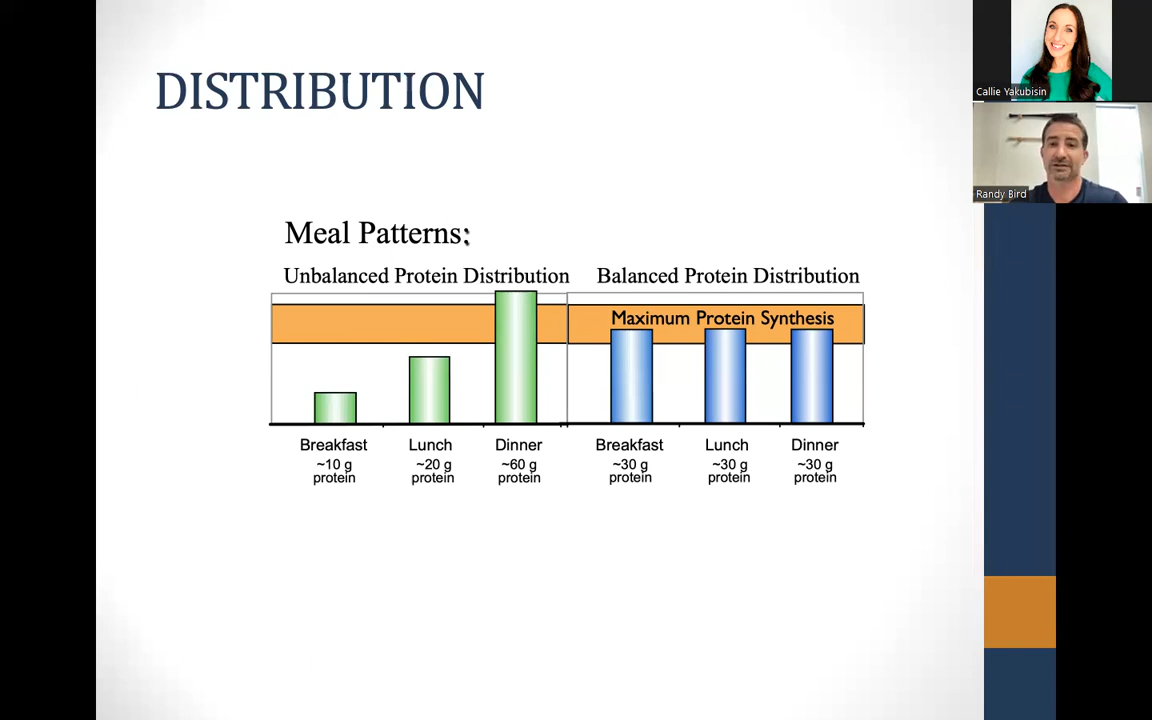 DISTRIBUTION
Meal Patterns:
Unbalanced Protein Distribution
Balanced Protein Distribution
Maximum Protein Synthesis
Breakfast
~10 g
protein
Lunch
~20 g
protein
Dinner
~60 g
protein
Breakfast
~30 g
protein
Lunch
~30 g
protein
Dinner
~30 g
protein
Callie Yakubisin
Randy Bird